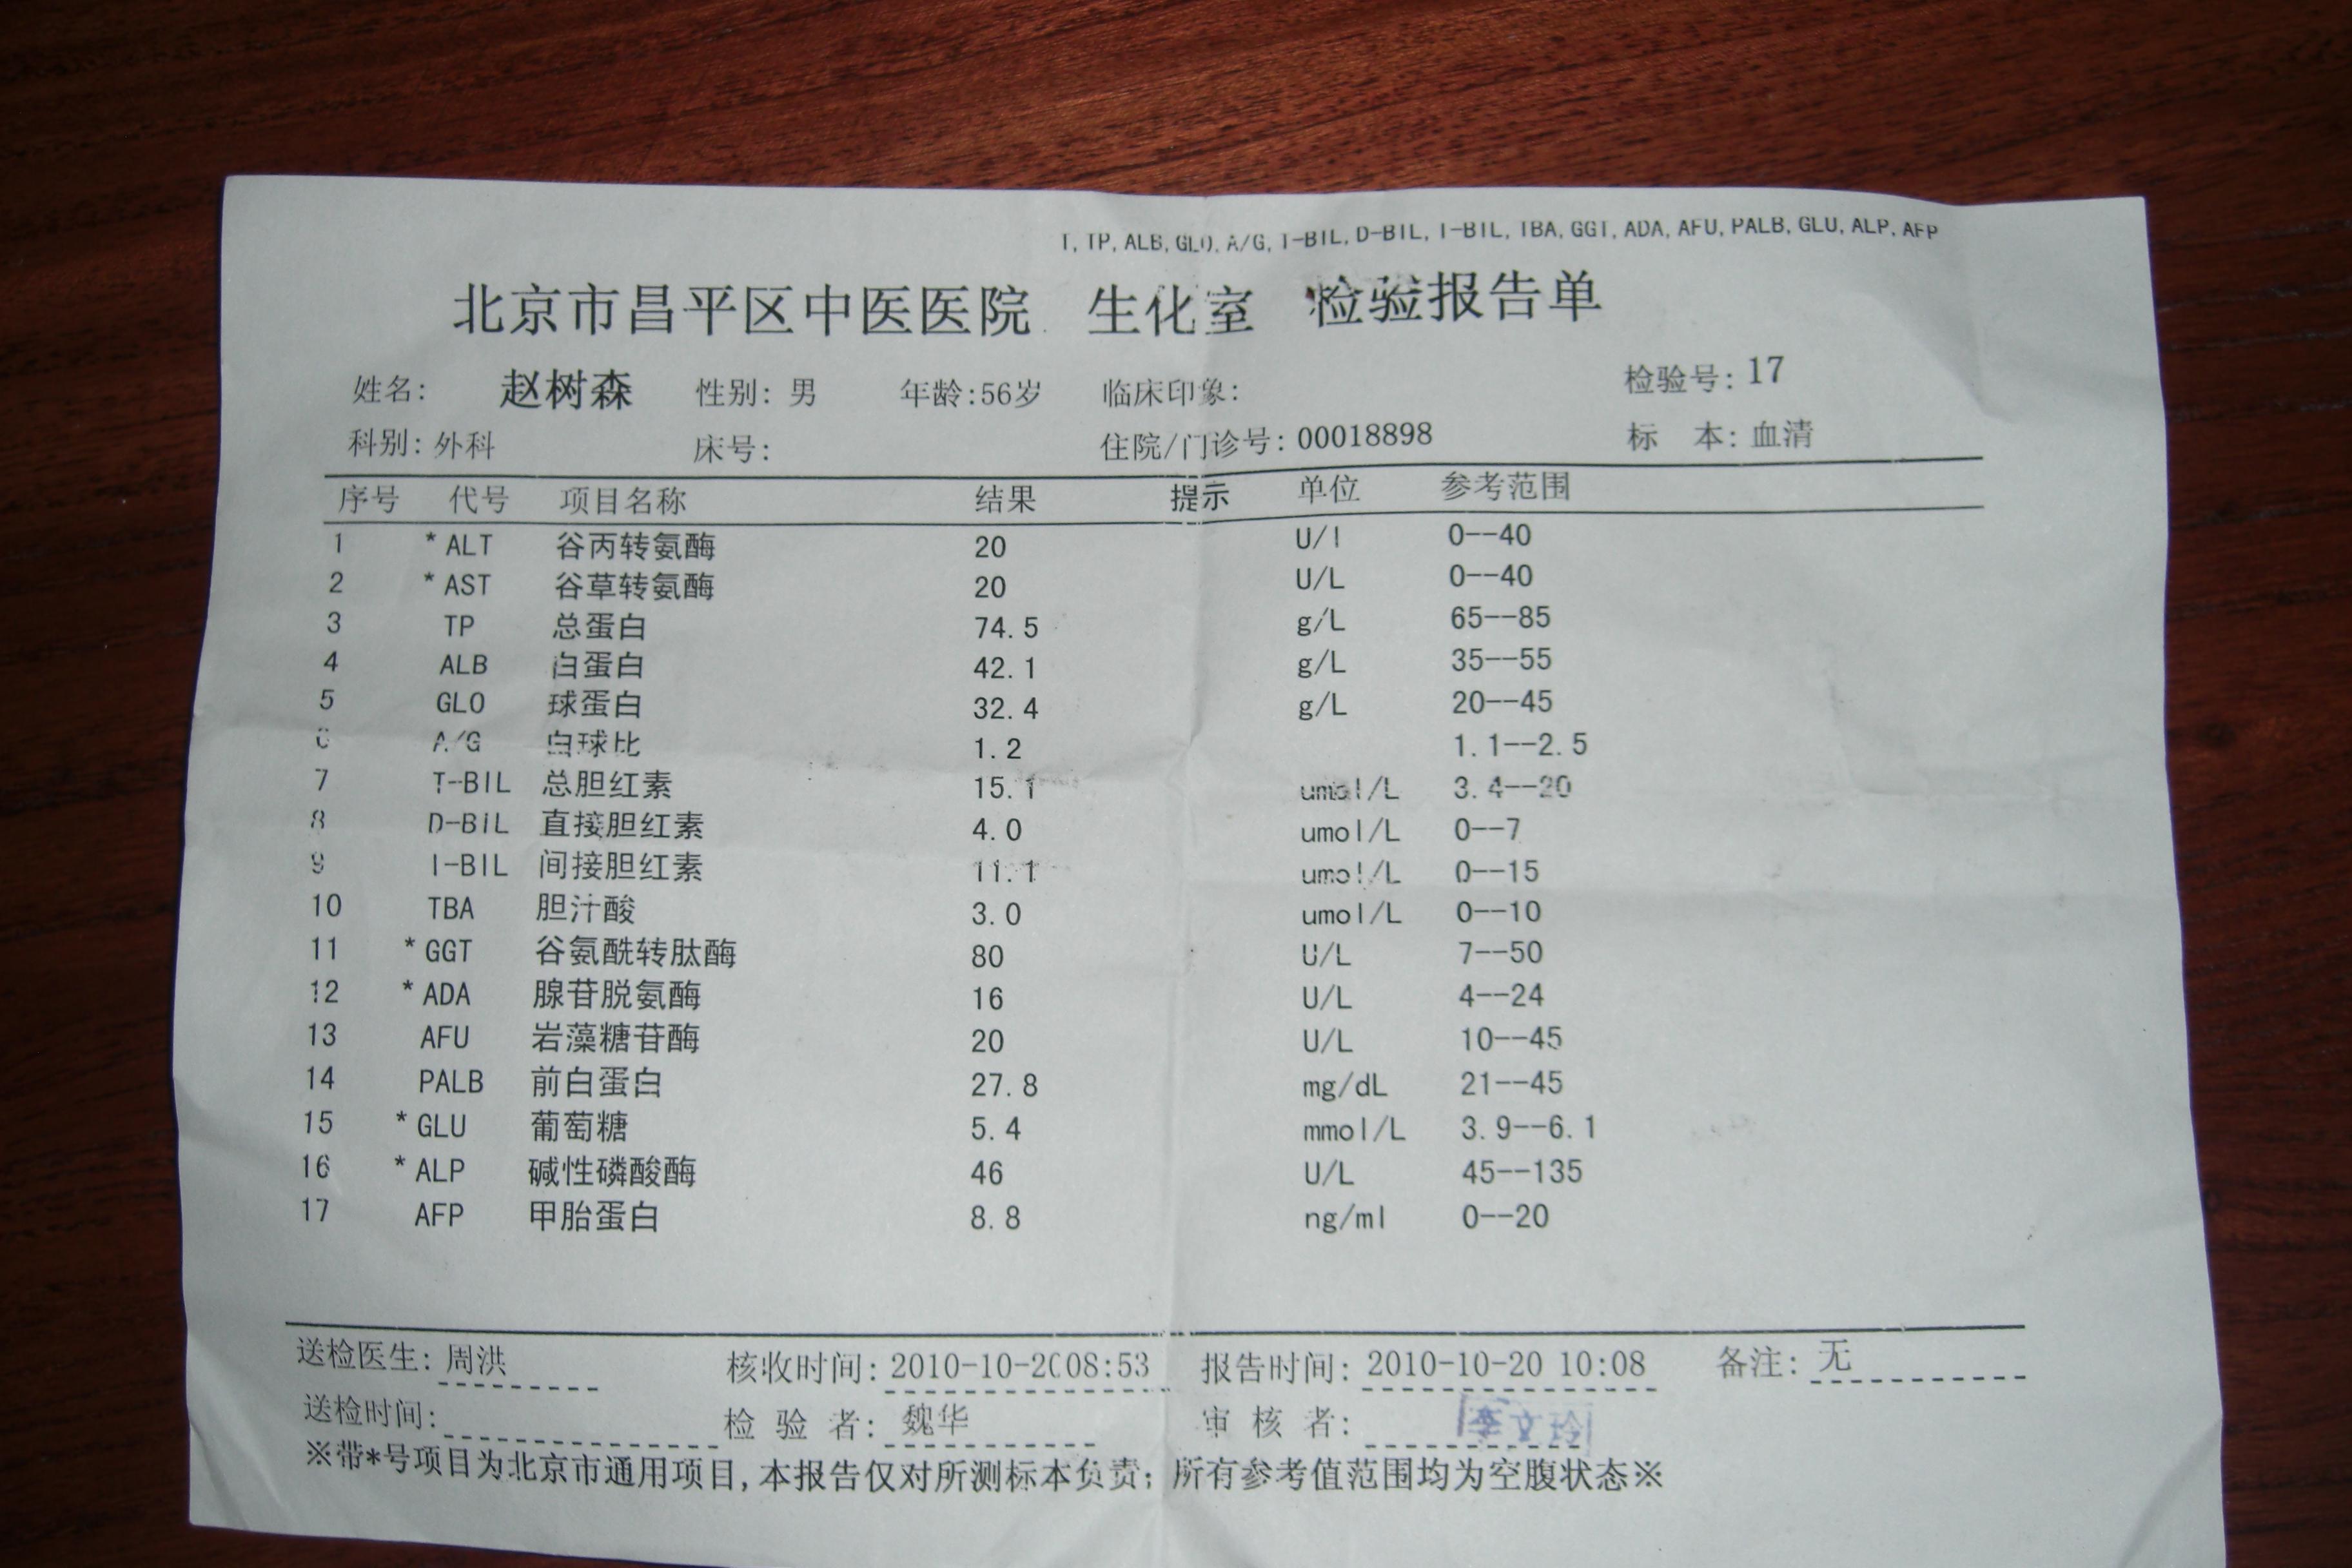 T, TP, ALB, GLO, A/G, T-BIL, D-BIL, I-BIL, TBA, GGT, ADA, AFU, PALB, GLU, ALP, AFP
北京市昌平区中医医院 生化室 检验报告单
姓名: 赵树森 性别: 男 年龄:56岁 临床印象: 检验号: 17
科别: 外科 床号: 住院/门诊号: 00018898 标 本: 血清
序号 代号 项目名称 结果 提示 单位 参考范围
1 *ALT 谷丙转氨酶 20 U/l 0--40
2 *AST 谷草转氨酶 20 U/L 0--40
3 TP 总蛋白 74.5 g/L 65--85
4 ALB 白蛋白 42.1 g/L 35--55
5 GLO 球蛋白 32.4 g/L 20--45
6 A/G 白球比 1.2 1.1--2.5
7 T-BIL 总胆红素 15.1 umol/L 3.4--20
8 D-BIL 直接胆红素 4.0 umol/L 0--7
9 I-BIL 间接胆红素 11.1 umol/L 0--15
10 TBA 胆汁酸 3.0 umol/L 0--10
11 *GGT 谷氨酰转肽酶 80 U/L 7--50
12 *ADA 腺苷脱氨酶 16 U/L 4--24
13 AFU 岩藻糖苷酶 20 U/L 10--45
14 PALB 前白蛋白 27.8 mg/dL 21--45
15 *GLU 葡萄糖 5.4 mmol/L 3.9--6.1
16 *ALP 碱性磷酸酶 46 U/L 45--135
17 AFP 甲胎蛋白 8.8 ng/ml 0--20
送检医生: 周洪 核收时间: 2010-10-2008:53 报告时间: 2010-10-20 10:08 备注: 无
送检时间: 检 验 者: 魏华 审 核 者: 李文玲
※带*号项目为北京市通用项目,本报告仅对所测标本负责; 所有参考值范围均为空腹状态※